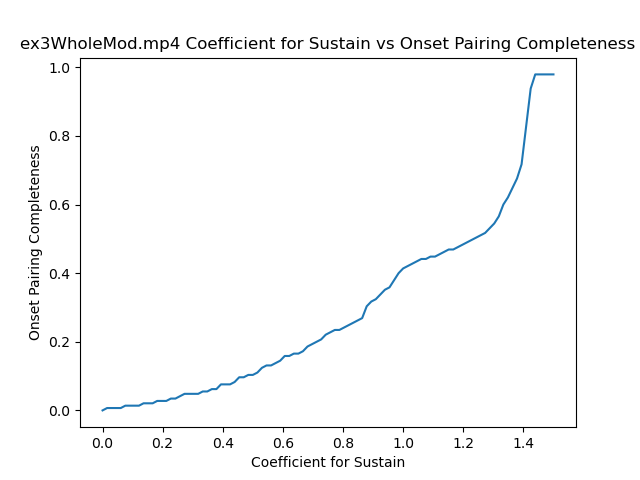 ex3WholeMod.mp4 Coefficient for Sustain vs Onset Pairing Completeness
Onset Pairing Completeness
1.0
0.8
0.6
0.4
0.2
0.0
0.0 0.2 0.4 0.6 0.8 1.0 1.2 1.4
Coefficient for Sustain